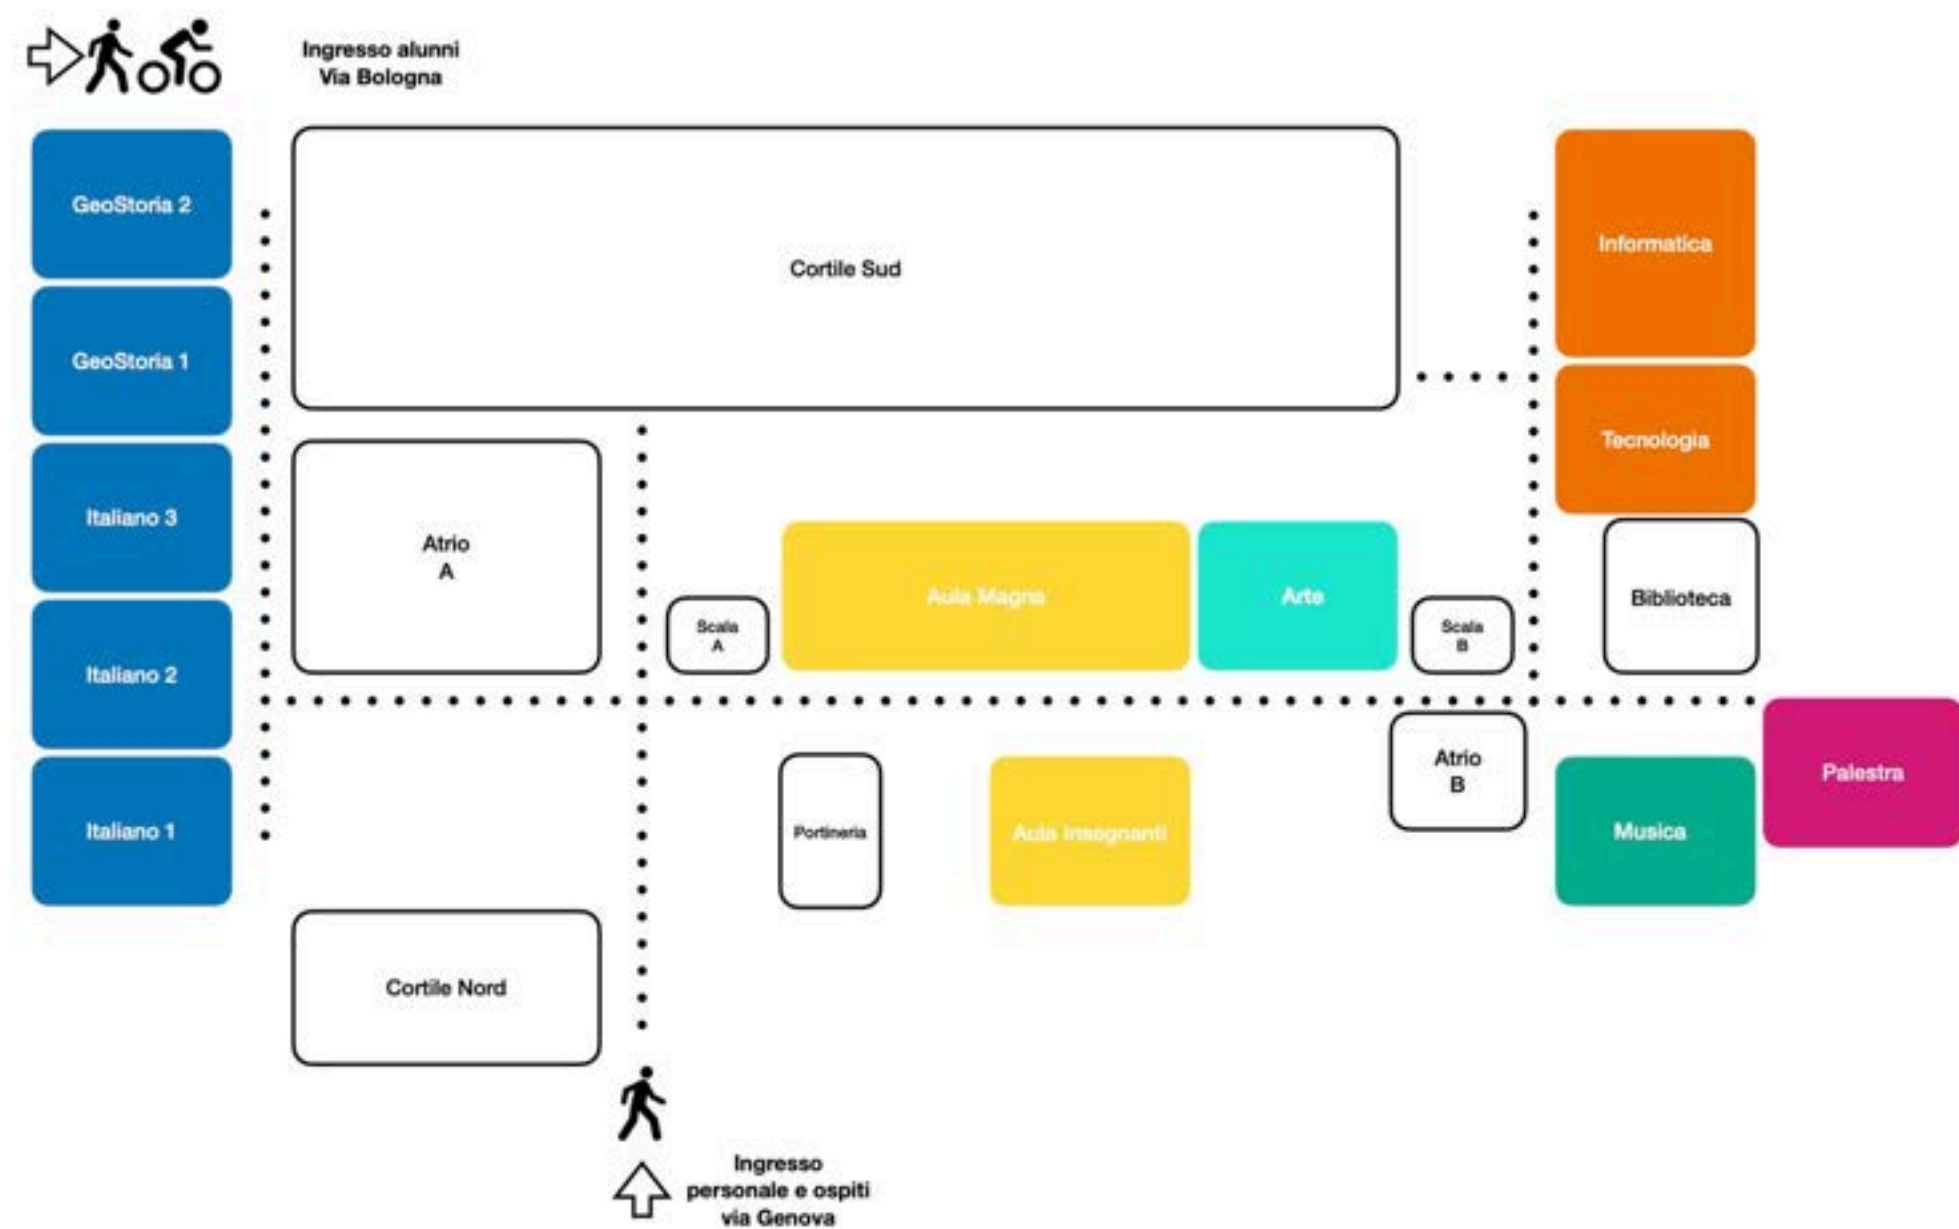 Ingresso alunni
Via Bologna
GeoStoria 2
Cortile Sud
Informatica
GeoStoria 1
Tecnologia
Italiano 3
Atrio
A
Aula Magna
Arte
Biblioteca
Scala
A
Scala
B
Italiano 2
Atrio
B
Palestra
Italiano 1
Portineria
Aula Insegnanti
Musica
Cortile Nord
Ingresso
personale e ospiti
via Genova